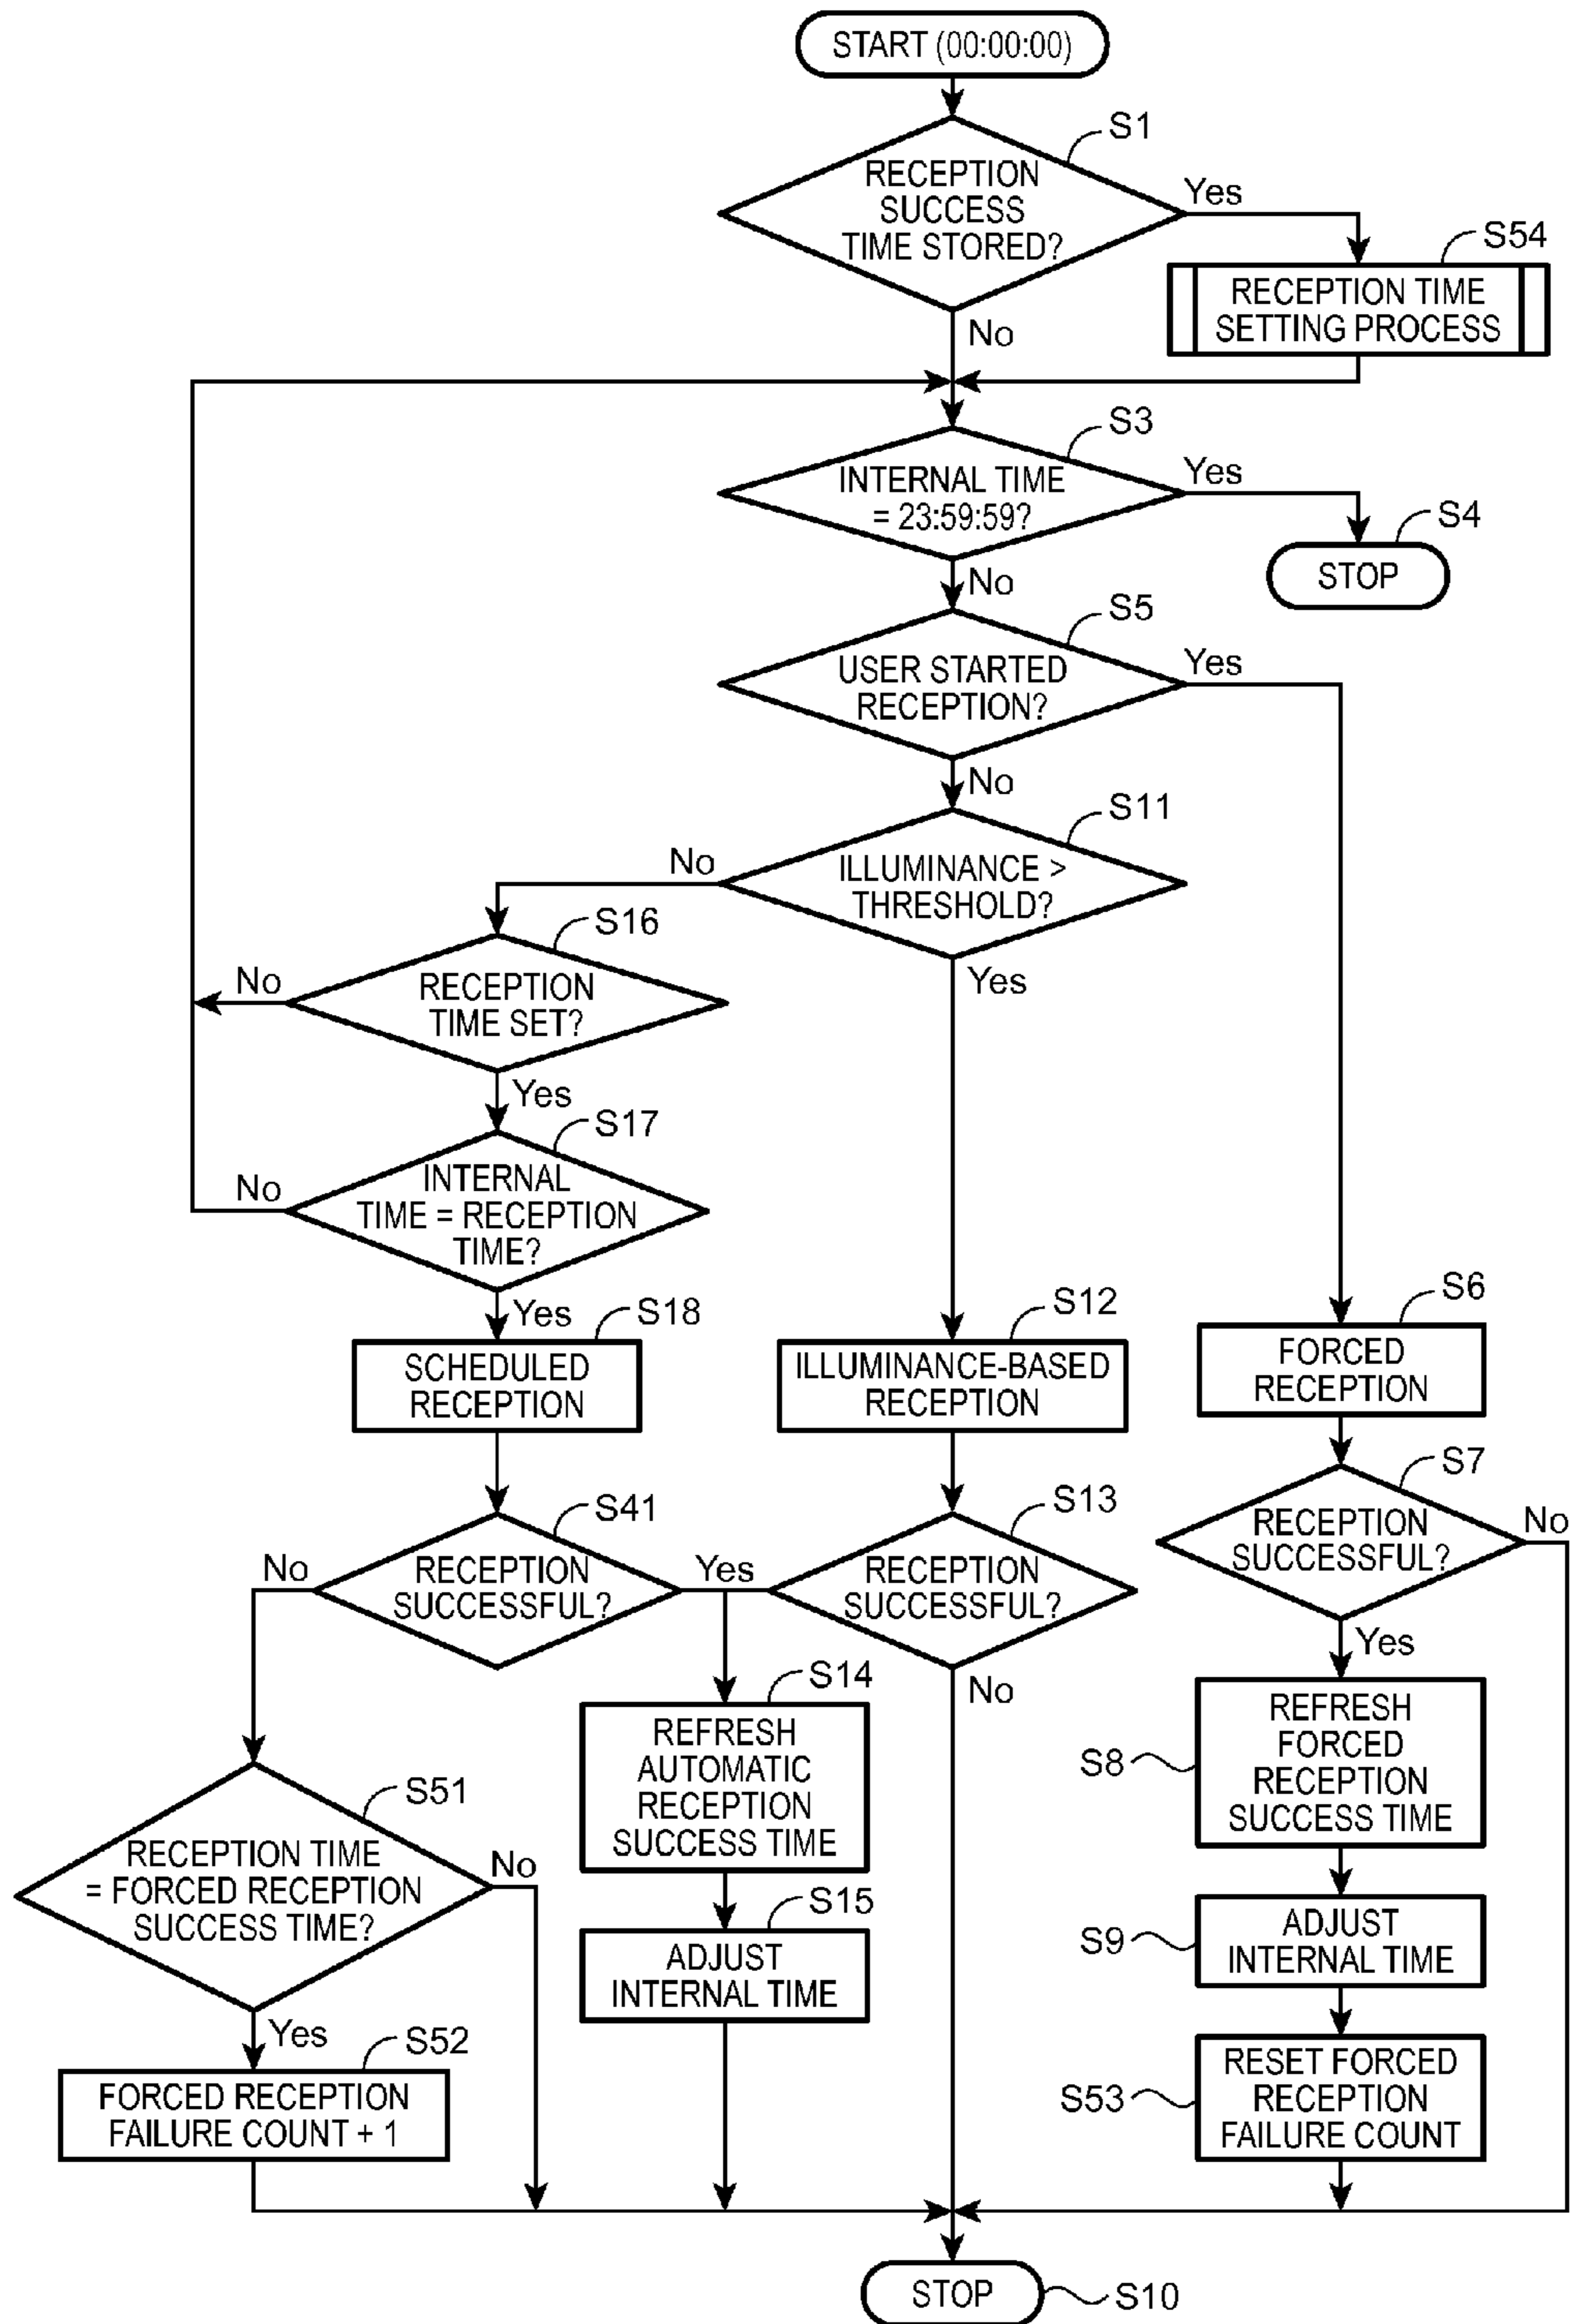 START (00:00:00)
S1
RECEPTION
SUCCESS
TIME STORED?
Yes
S54
RECEPTION TIME
SETTING PROCESS
No
S3
INTERNAL TIME
= 23:59:59?
Yes
S4
STOP
No
S5
USER STARTED
RECEPTION?
Yes
No
S11
ILLUMINANCE >
THRESHOLD?
No
Yes
S16
RECEPTION
TIME SET?
No
Yes
S17
INTERNAL
TIME = RECEPTION
TIME?
No
Yes
S18
SCHEDULED
RECEPTION
S12
ILLUMINANCE-BASED
RECEPTION
S6
FORCED
RECEPTION
S41
RECEPTION
SUCCESSFUL?
No
Yes
S13
RECEPTION
SUCCESSFUL?
No
S7
RECEPTION
SUCCESSFUL?
No
Yes
S14
REFRESH
AUTOMATIC
RECEPTION
SUCCESS TIME
S8
REFRESH
FORCED
RECEPTION
SUCCESS TIME
S51
RECEPTION TIME
= FORCED RECEPTION
SUCCESS TIME?
No
Yes
S15
ADJUST
INTERNAL TIME
S9
ADJUST
INTERNAL TIME
S52
FORCED RECEPTION
FAILURE COUNT + 1
S53
RESET FORCED
RECEPTION
FAILURE COUNT
STOP
S10